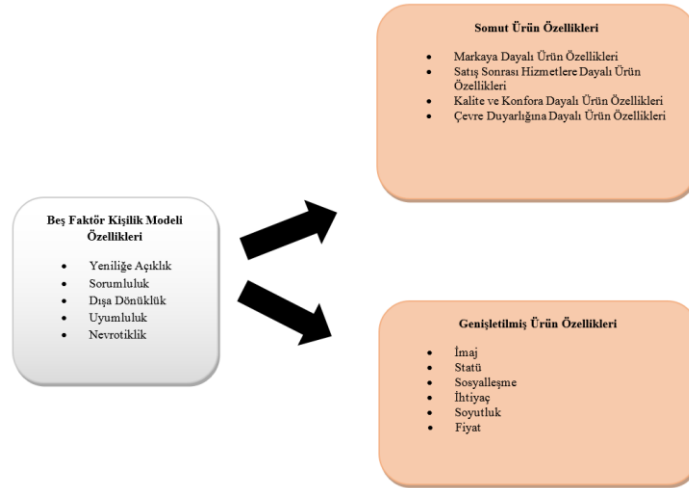 Somut Ürün Özellikleri
• Markaya Dayalı Ürün Özellikleri
• Satış Sonrası Hizmetlere Dayalı Ürün
Özellikleri
• Kalite ve Konfora Dayalı Ürün Özellikleri
• Çevre Duyarlığına Dayalı Ürün Özellikleri
Beş Faktör Kişilik Modeli
Özellikleri
• Yeniliğe Açıklık
• Sorumluluk
• Dışa Dönüklük
• Uyumluluk
• Nevrotiklik
Genişletilmiş Ürün Özellikleri
• İmaj
• Statü
• Sosyalleşme
• İhtiyaç
• Soyutluk
• Fiyat